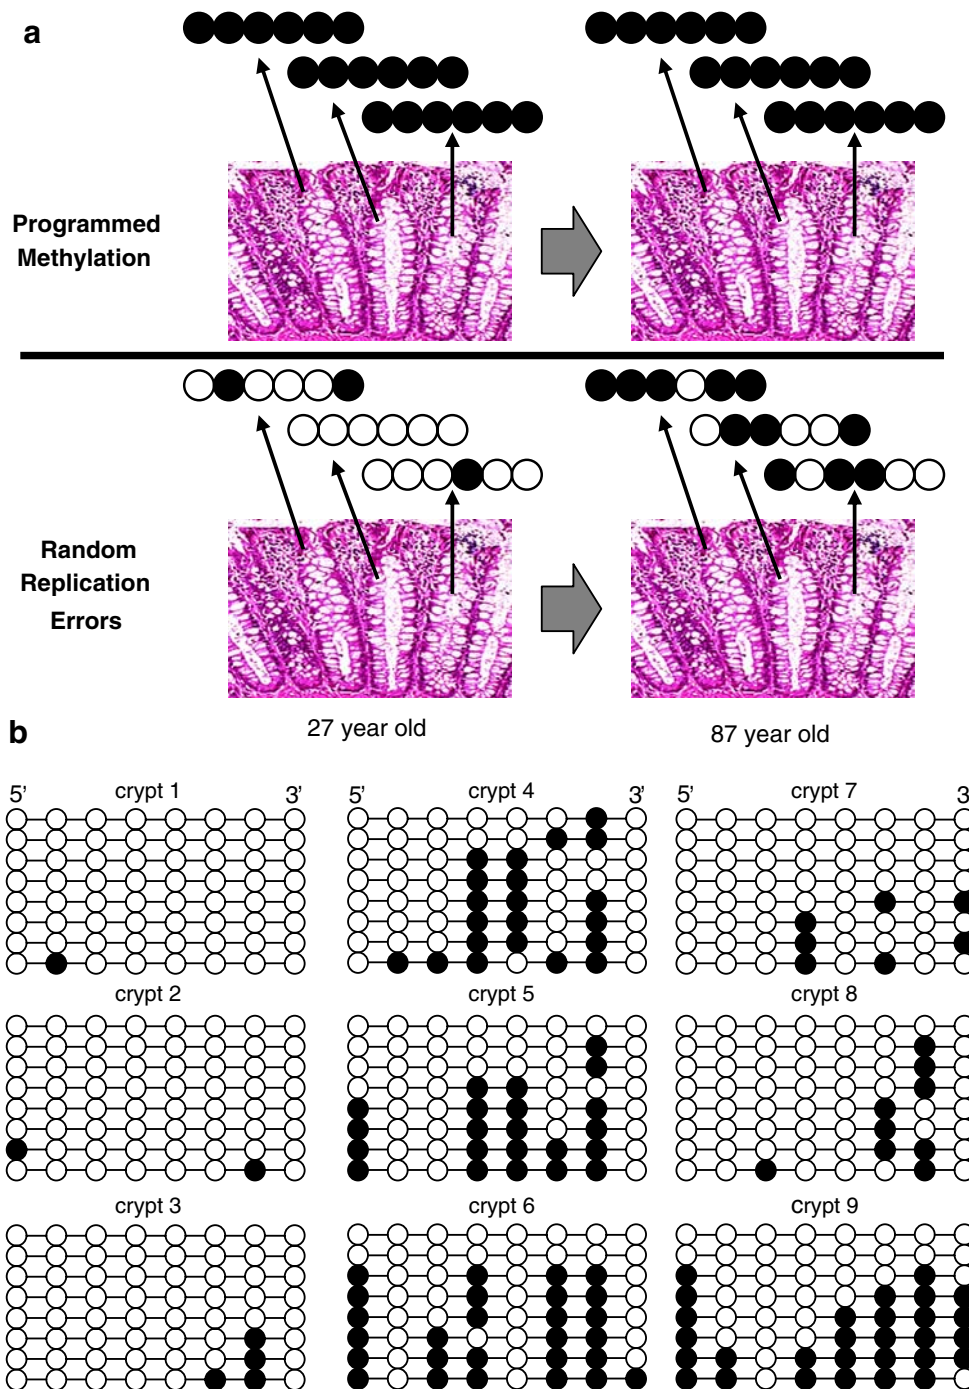 a
Programmed
Methylation
Random
Replication
Errors
27 year old
87 year old
b
5' crypt 1 3'
5' crypt 4 3'
5' crypt 7 3'
crypt 2
crypt 5
crypt 8
crypt 3
crypt 6
crypt 9